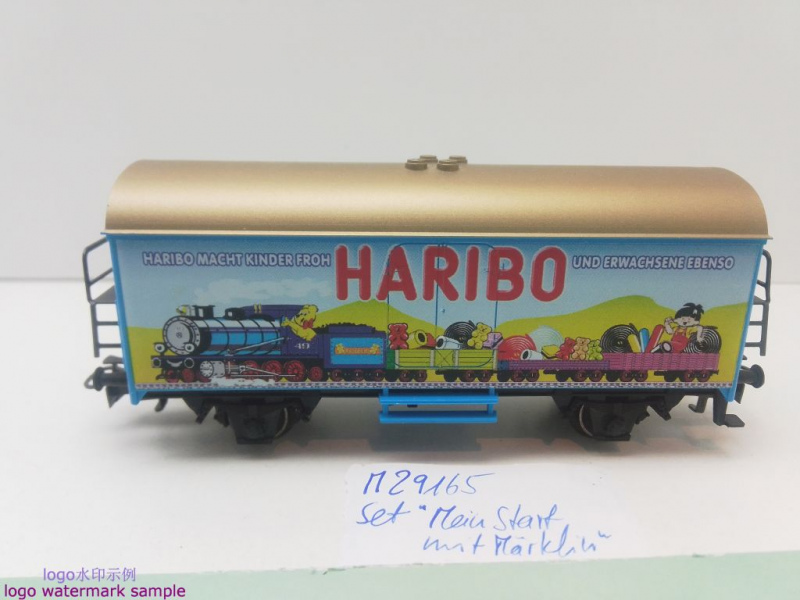 HARIBO MACHT KINDER FROH HARIBO UND ERWACHSENE EBENSO
49
M29165
Set "Mein Start
mit Märklin"
logo水印示例
logo watermark sample